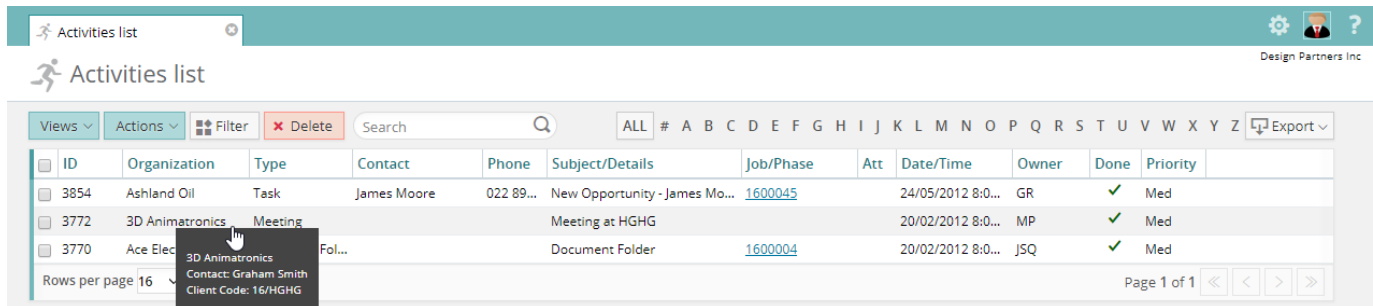 Activities list
Design Partners Inc
Activities list
Views Actions Filter Delete Search ALL # A B C D E F G H I J K L M N O P Q R S T U V W X Y Z Export
ID Organization Type Contact Phone Subject/Details Job/Phase Att Date/Time Owner Done Priority
3854 Ashland Oil Task James Moore 022 89... New Opportunity - James Mo... 1600045 24/05/2012 8:0... GR Med
3772 3D Animatronics Meeting Meeting at HGHG 20/02/2012 8:0... MP Med
3770 Ace Elec Fol... Document Folder 1600004 20/02/2012 8:0... JSQ Med
3D Animatronics
Contact: Graham Smith
Client Code: 16/HGHG
Rows per page 16 Page 1 of 1